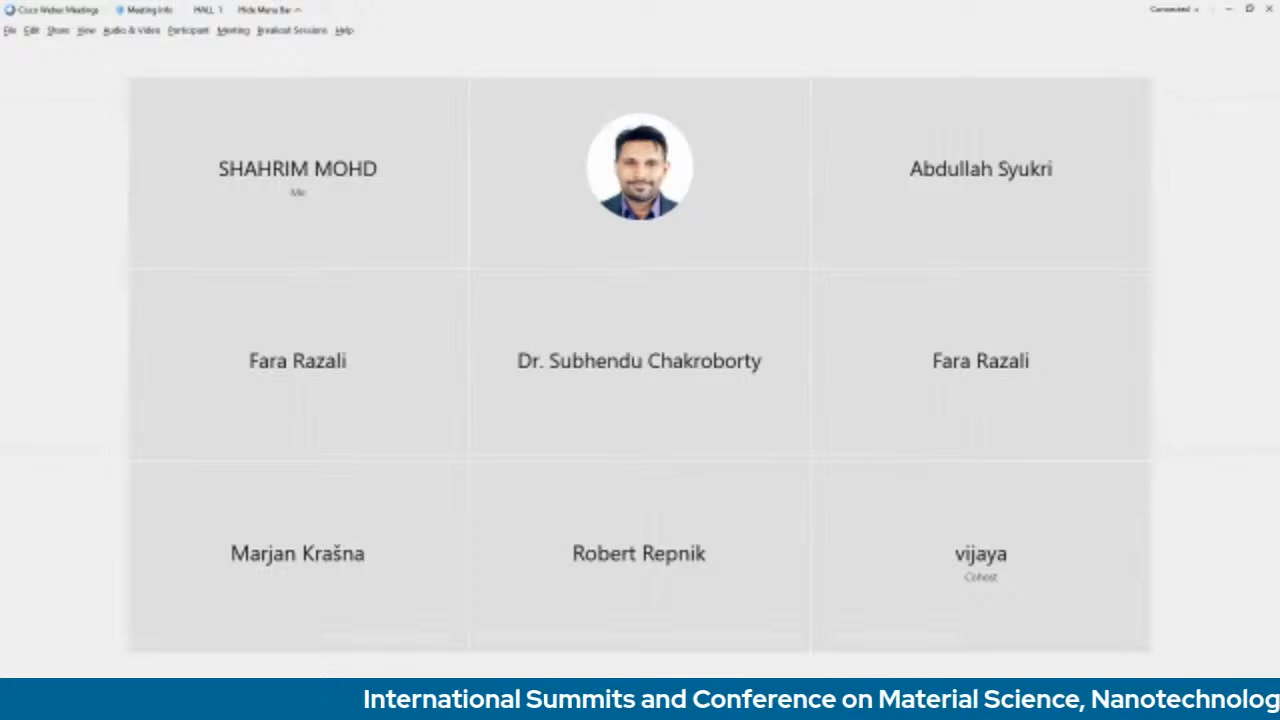 Cisco Webex Meetings Meeting Info HALL 1 Hide Menu Bar Connected
File Edit Share View Audio & Video Participant Meeting Breakout Sessions Help
SHAHRIM MOHD
Me
Abdullah Syukri
Fara Razali
Dr. Subhendu Chakroborty
Fara Razali
Marjan Krašna
Robert Repnik
vijaya
Cohost
International Summits and Conference on Material Science, Nanotechnolog